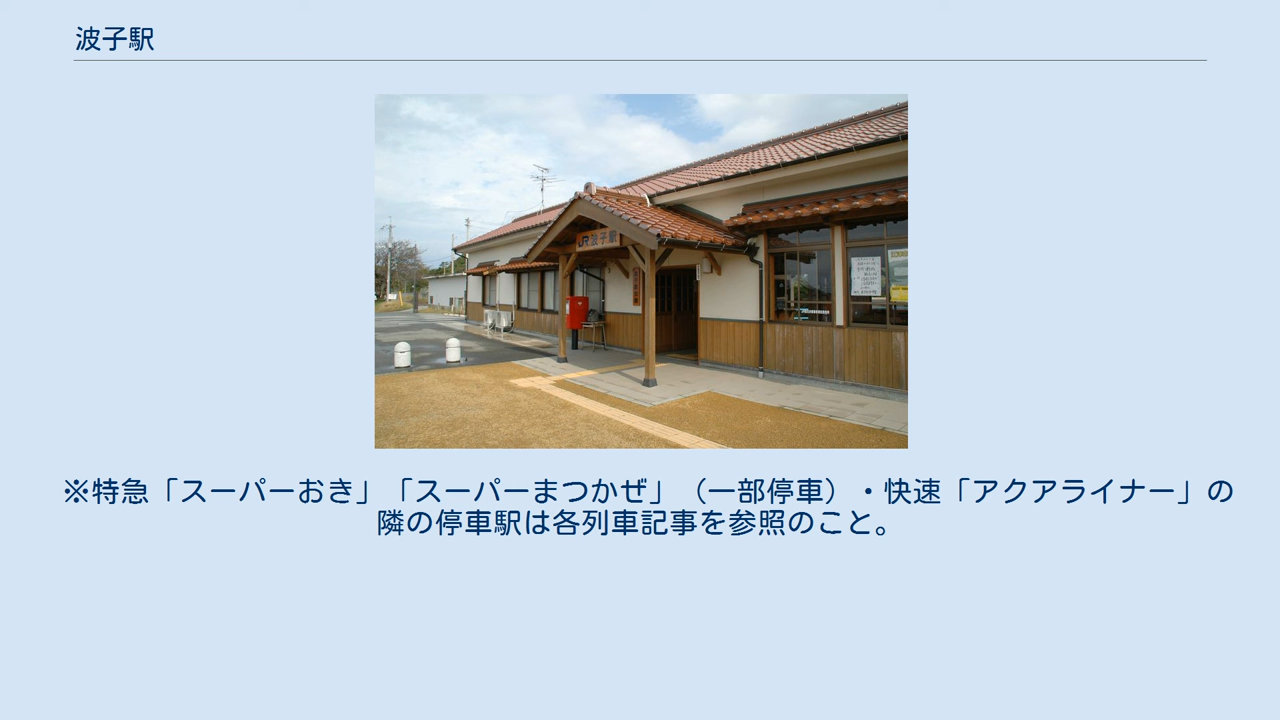 波子駅
JR波子駅
※特急「スーパーおき」「スーパーまつかぜ」（一部停車）・快速「アクアライナー」の
隣の停車駅は各列車記事を参照のこと。